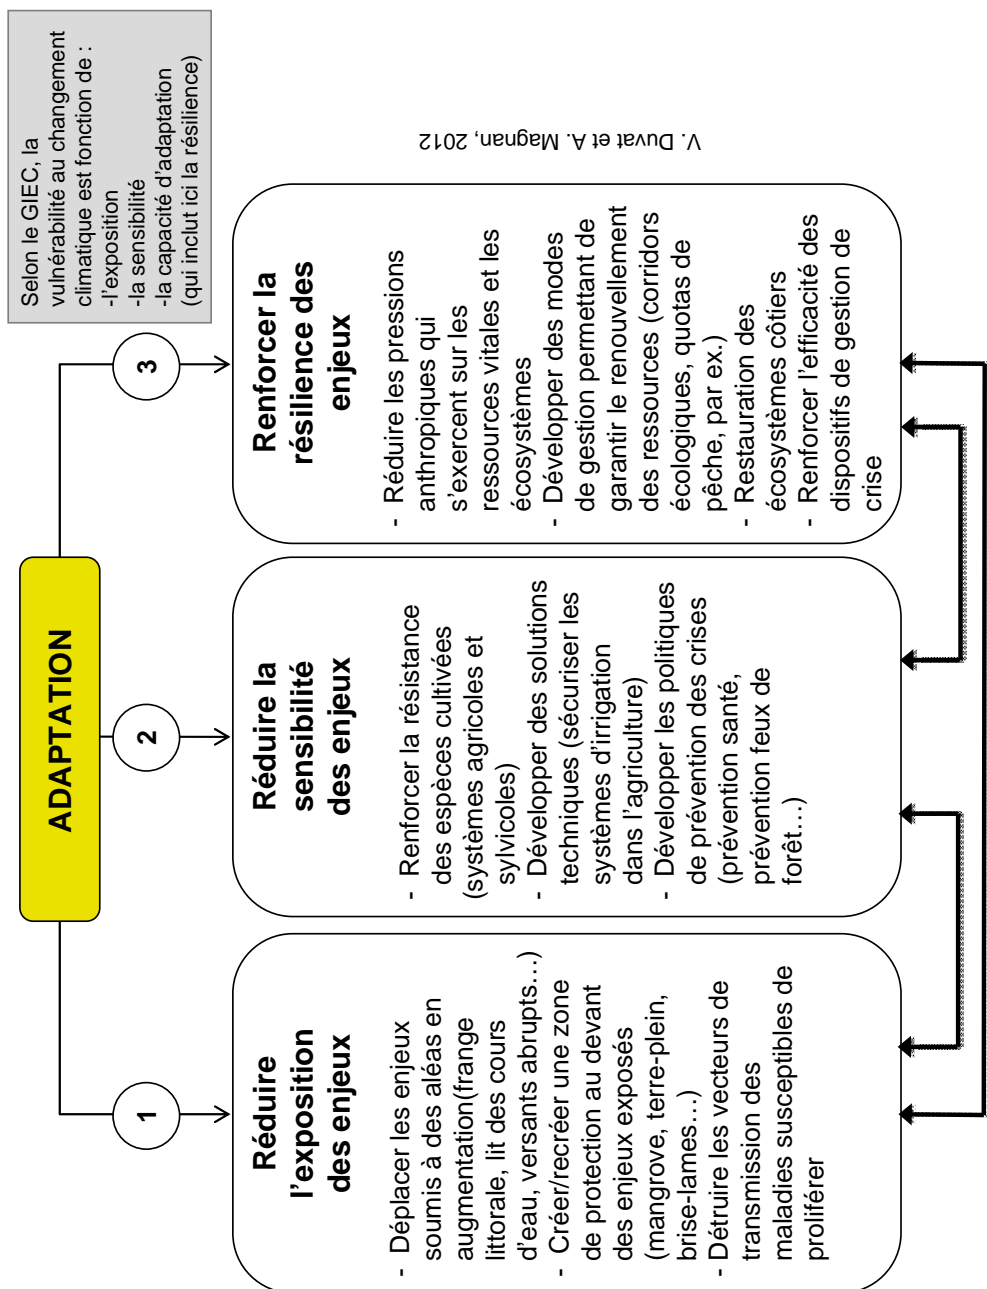 Selon le GIEC, la
vulnérabilité au changement
climatique est fonction de :
-l'exposition
-la sensibilité
-la capacité d'adaptation
(qui inclut ici la résilience)
ADAPTATION
1
2
3
Réduire
l'exposition
des enjeux
- Déplacer les enjeux
soumis à des aléas en
augmentation(frange
littorale, lit des cours
d'eau, versants abrupts…)
- Créer/recréer une zone
de protection au devant
des enjeux exposés
(mangrove, terre-plein,
brise-lames…)
- Détruire les vecteurs de
transmission des
maladies susceptibles de
proliférer
Réduire la
sensibilité
des enjeux
- Renforcer la résistance
des espèces cultivées
(systèmes agricoles et
sylvicoles)
- Développer des solutions
techniques (sécuriser les
systèmes d'irrigation
dans l'agriculture)
- Développer les politiques
de prévention des crises
(prévention santé,
prévention feux de
forêt…)
Renforcer la
résilience des
enjeux
- Réduire les pressions
anthropiques qui
s'exercent sur les
ressources vitales et les
écosystèmes
- Développer des modes
de gestion permettant de
garantir le renouvellement
des ressources (corridors
écologiques, quotas de
pêche, par ex.)
- Restauration des
écosystèmes côtiers
- Renforcer l'efficacité des
dispositifs de gestion de
crise
V. Duvat et A. Magnan, 2012